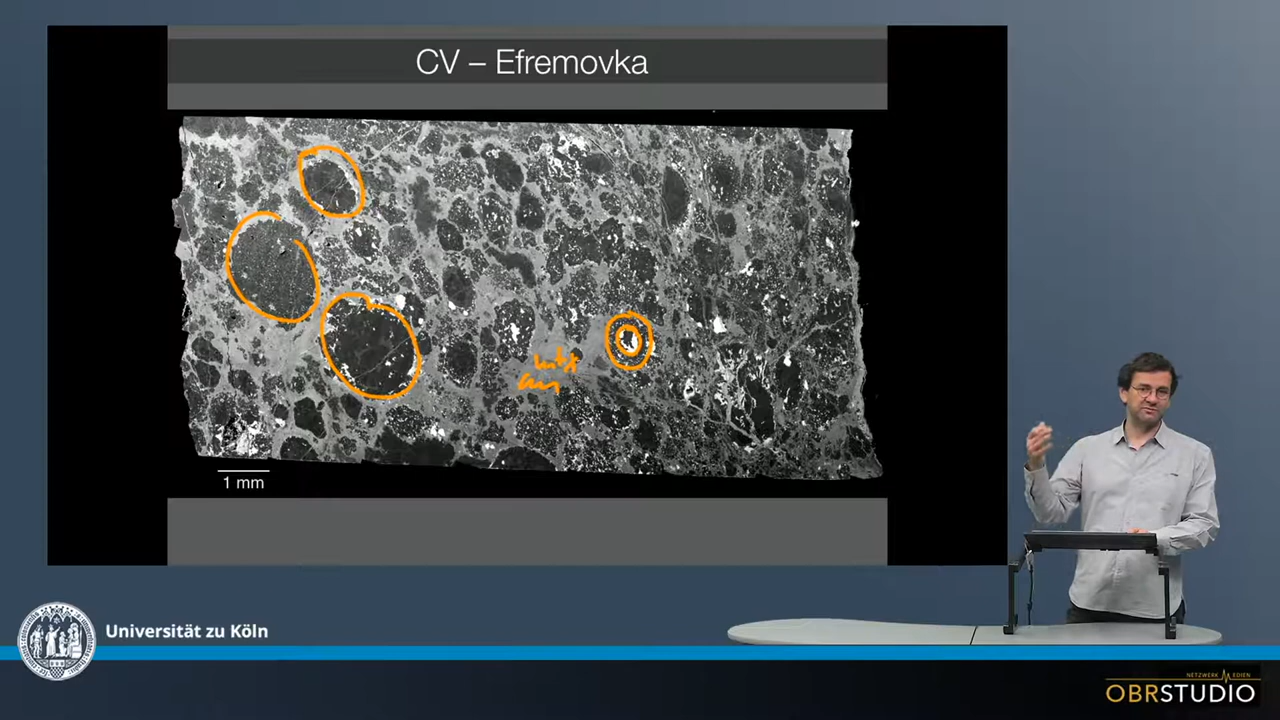 CV – Efremovka
1 mm
Universität zu Köln
NETZWERK MEDIEN
OBRSTUDIO